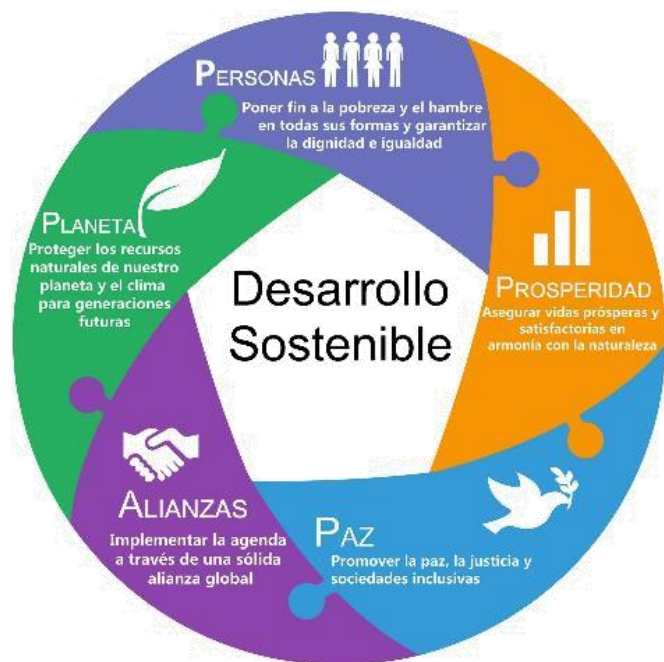 PERSONAS
Poner fin a la pobreza y el hambre
en todas sus formas y garantizar
la dignidad e igualdad
PROSPERIDAD
Asegurar vidas prósperas y
satisfactorias en
armonía con la naturaleza
PAZ
Promover la paz, la justicia y
sociedades inclusivas
ALIANZAS
Implementar la agenda
a través de una sólida
alianza global
PLANETA
Proteger los recursos
naturales de nuestro
planeta y el clima
para generaciones
futuras
Desarrollo
Sostenible